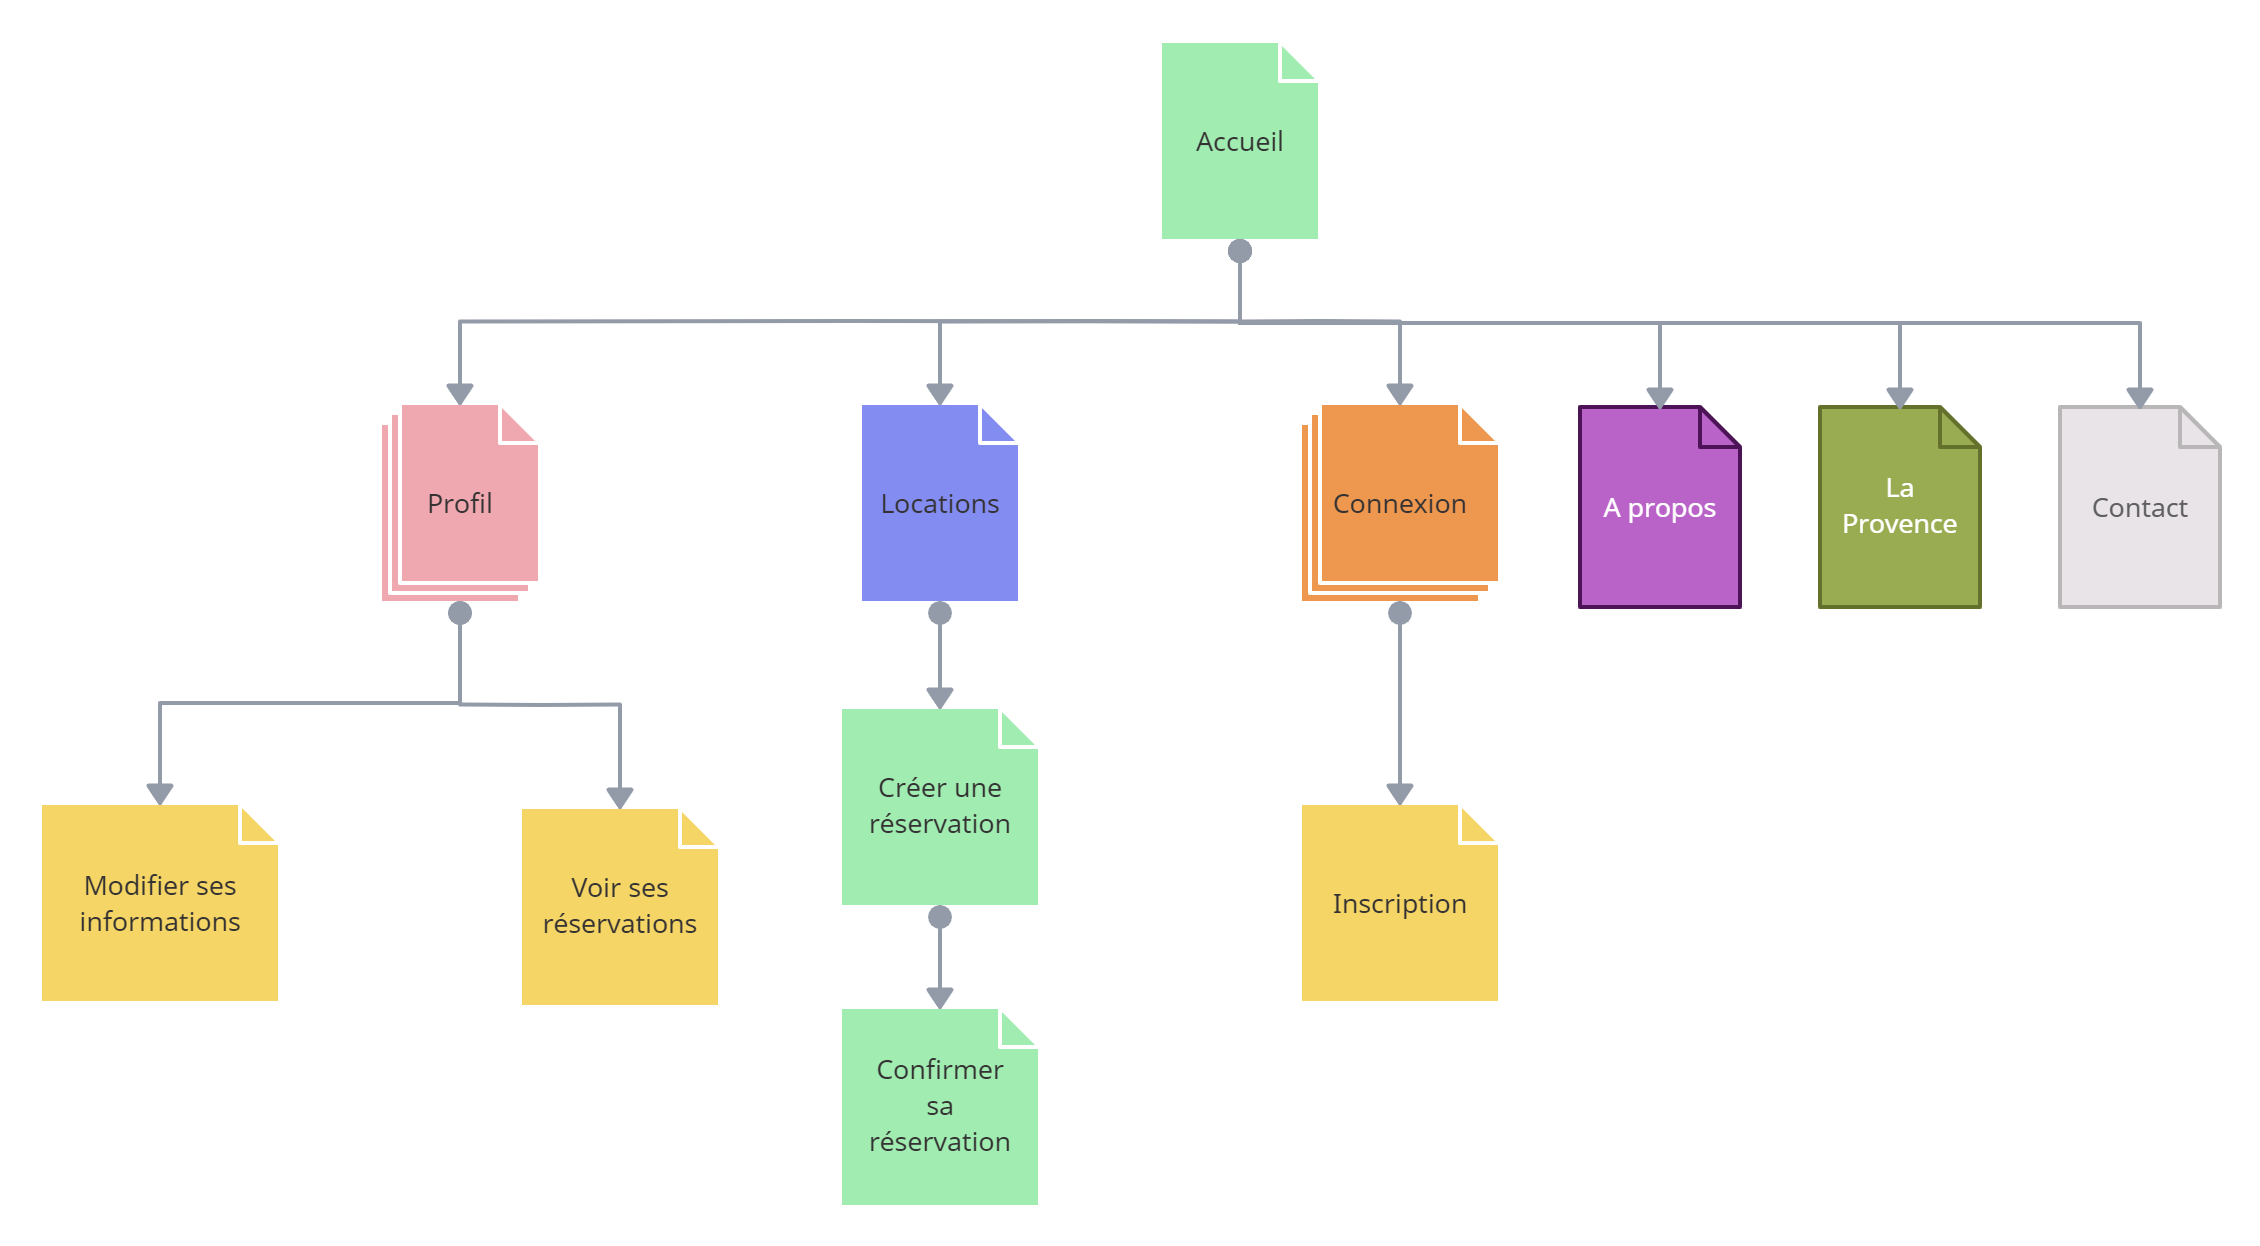 Accueil
Profil
Locations
Connexion
A propos
La
Provence
Contact
Créer une
réservation
Modifier ses
informations
Voir ses
réservations
Inscription
Confirmer
sa
réservation